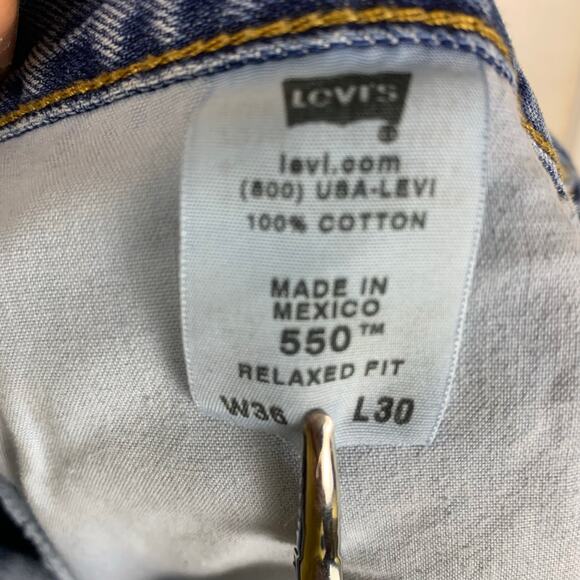 LEVI'S
®
levi.com
(800) USA-LEVI
100% COTTON
MADE IN
MEXICO
550™
RELAXED FIT
W36 L30